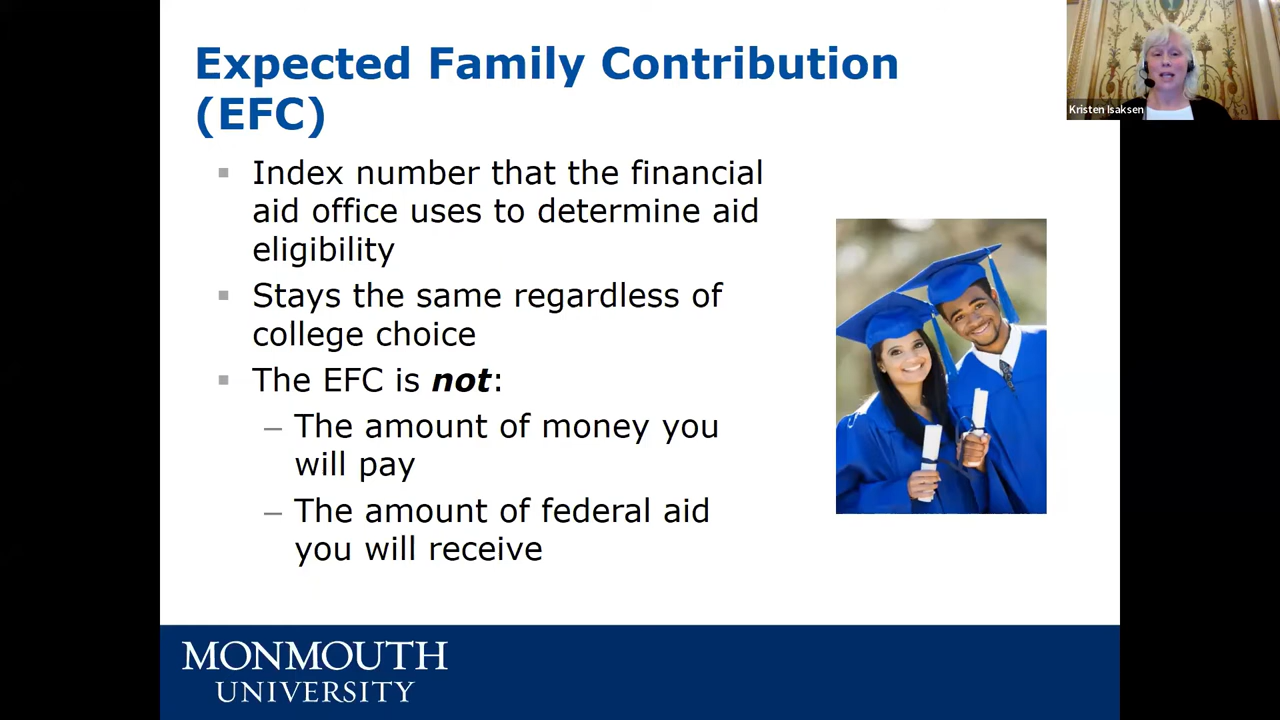 Expected Family Contribution
(EFC)
▪ Index number that the financial
aid office uses to determine aid
eligibility
▪ Stays the same regardless of
college choice
▪ The EFC is not:
– The amount of money you
will pay
– The amount of federal aid
you will receive
MONMOUTH
UNIVERSITY
Kristen Isaksen